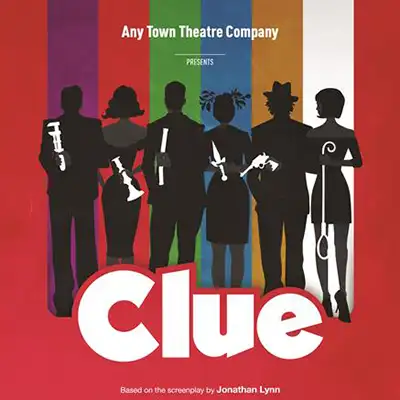 Any Town Theatre Company
PRESENTS
Clue
Based on the screenplay by Jonathan Lynn